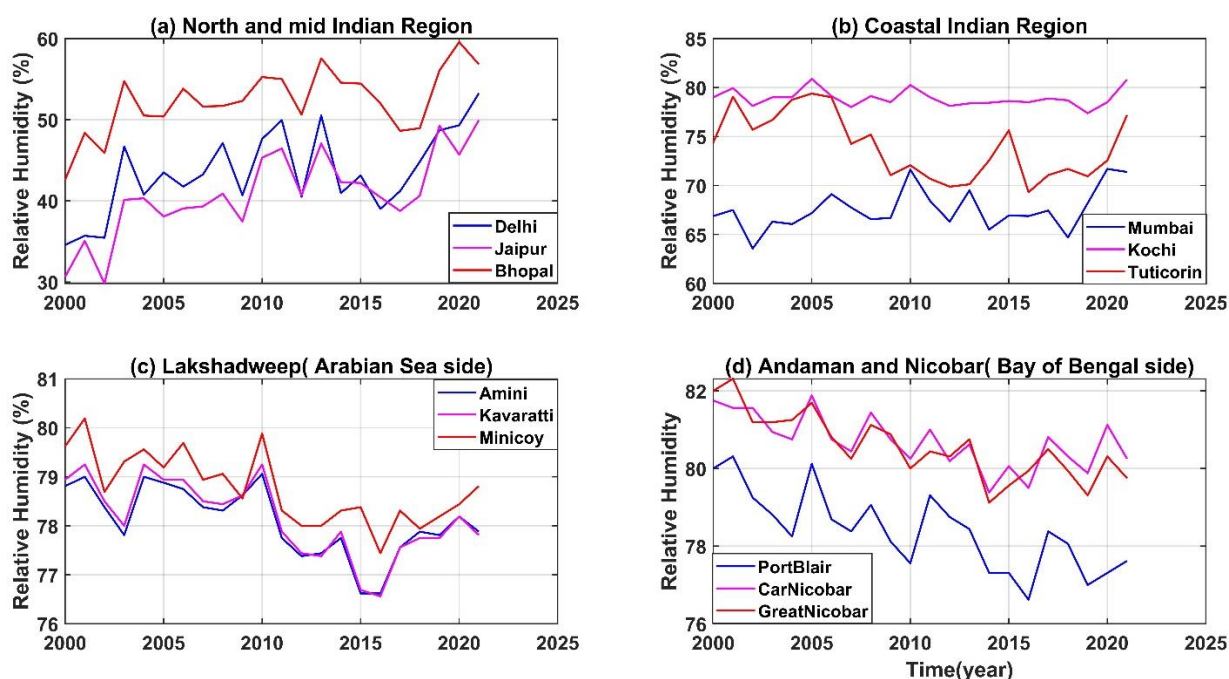 (a) North and mid Indian Region
Relative Humidity (%)
60
50
40
30
2000 2005 2010 2015 2020 2025
Delhi
Jaipur
Bhopal
(b) Coastal Indian Region
Relative Humidity (%)
85
80
75
70
65
60
2000 2005 2010 2015 2020 2025
Mumbai
Kochi
Tuticorin
(c) Lakshadweep( Arabian Sea side)
Relative Humidity (%)
81
80
79
78
77
76
2000 2005 2010 2015 2020 2025
Amini
Kavaratti
Minicoy
(d) Andaman and Nicobar( Bay of Bengal side)
Relative Humidity
82
80
78
76
2000 2005 2010 2015 2020 2025
Time(year)
PortBlair
CarNicobar
GreatNicobar